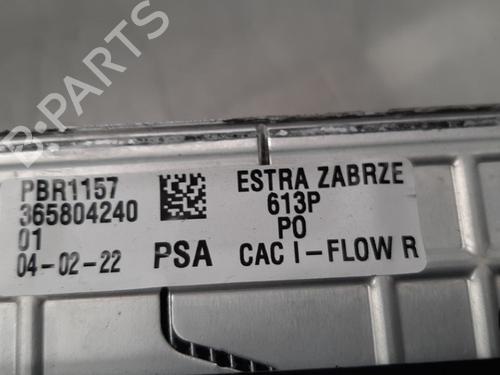 B-PARTS
PBR1157
365804240
01
04-02-22
PSA
ESTRA ZABRZE
613P
PO
CAC I-FLOW R